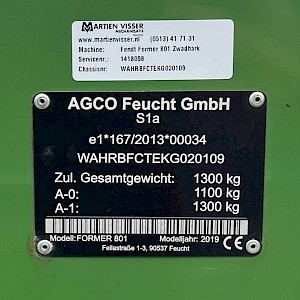 MARTIEN VISSER
MECHANISATIE
www.martienvisser.nl (0513) 41 71 31
Machine: Fendt Former 801 Zwadhark
Servicenr.: 1418098
Chassisnr: WAHRBFCTEKG020109
AGCO Feucht GmbH
S1a
e1*167/2013*00034
WAHRBFCTEKG020109
Zul. Gesamtgewicht: 1300 kg
A-0: 1100 kg
A-1: 1300 kg
Modell: FORMER 801 Modelljahr: 2019 CE
Fellastraße 1-3, 90537 Feucht